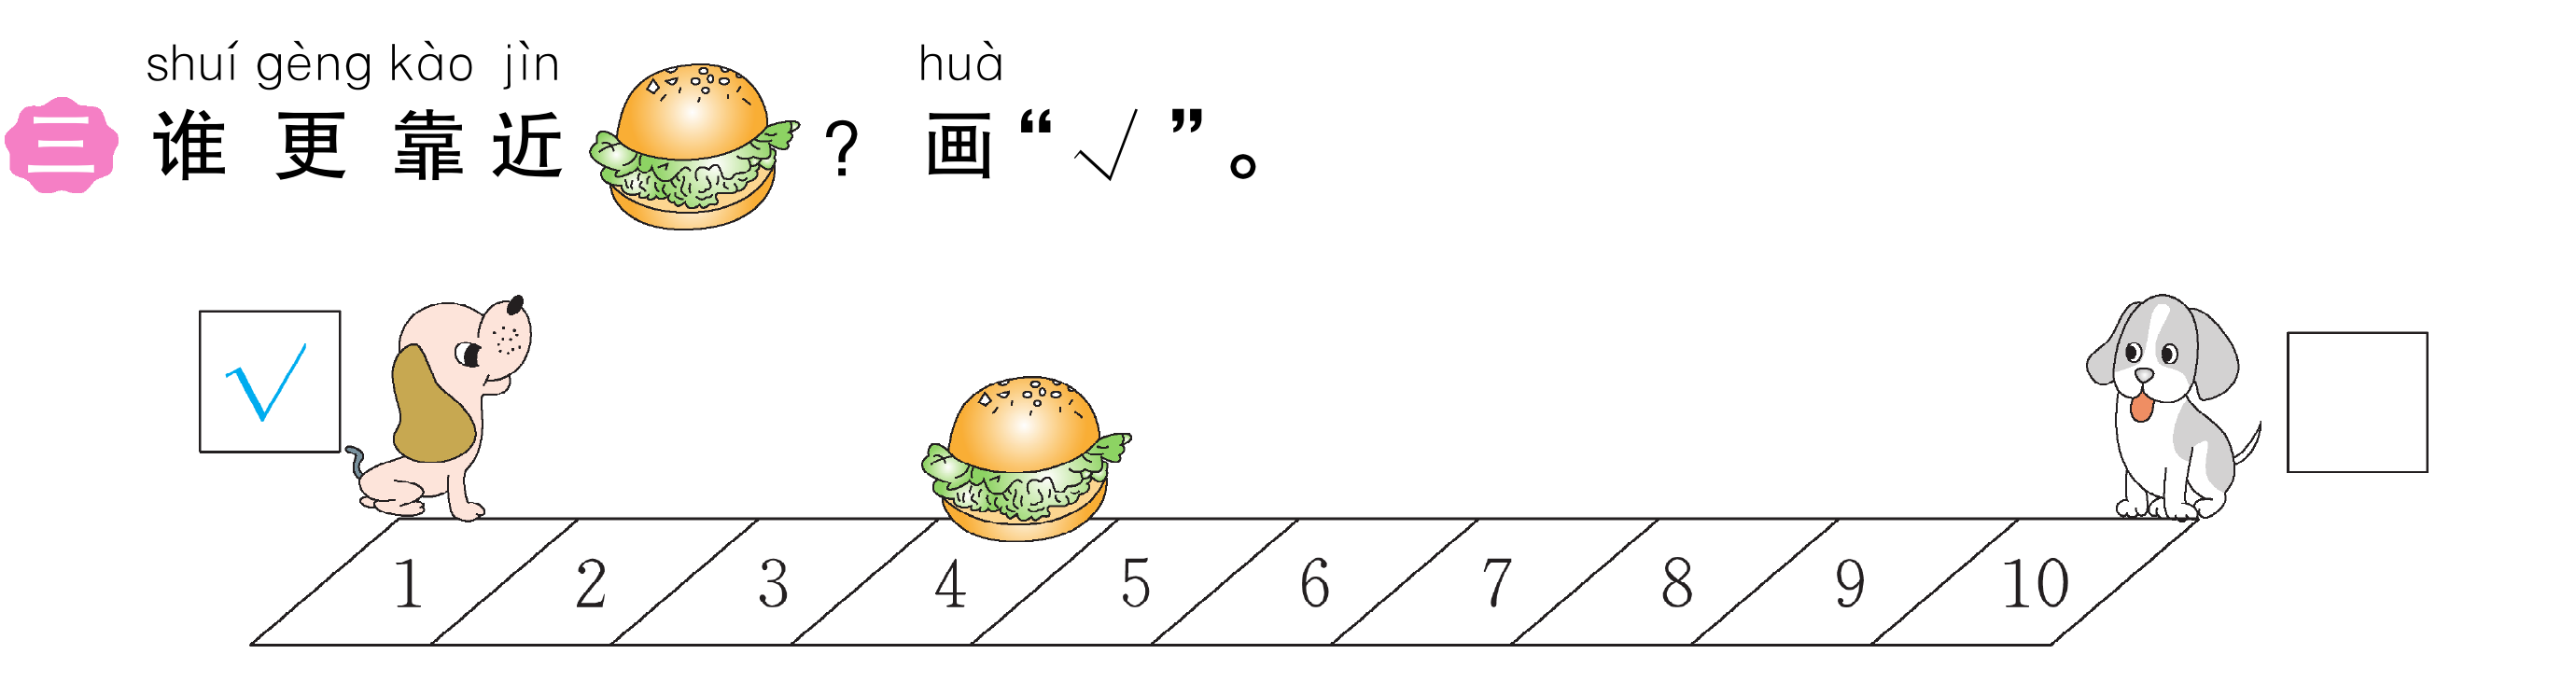 shuí gèng kào jìn huà
三 谁更靠近 ? 画“√”。
√
1 2 3 4 5 6 7 8 9 10